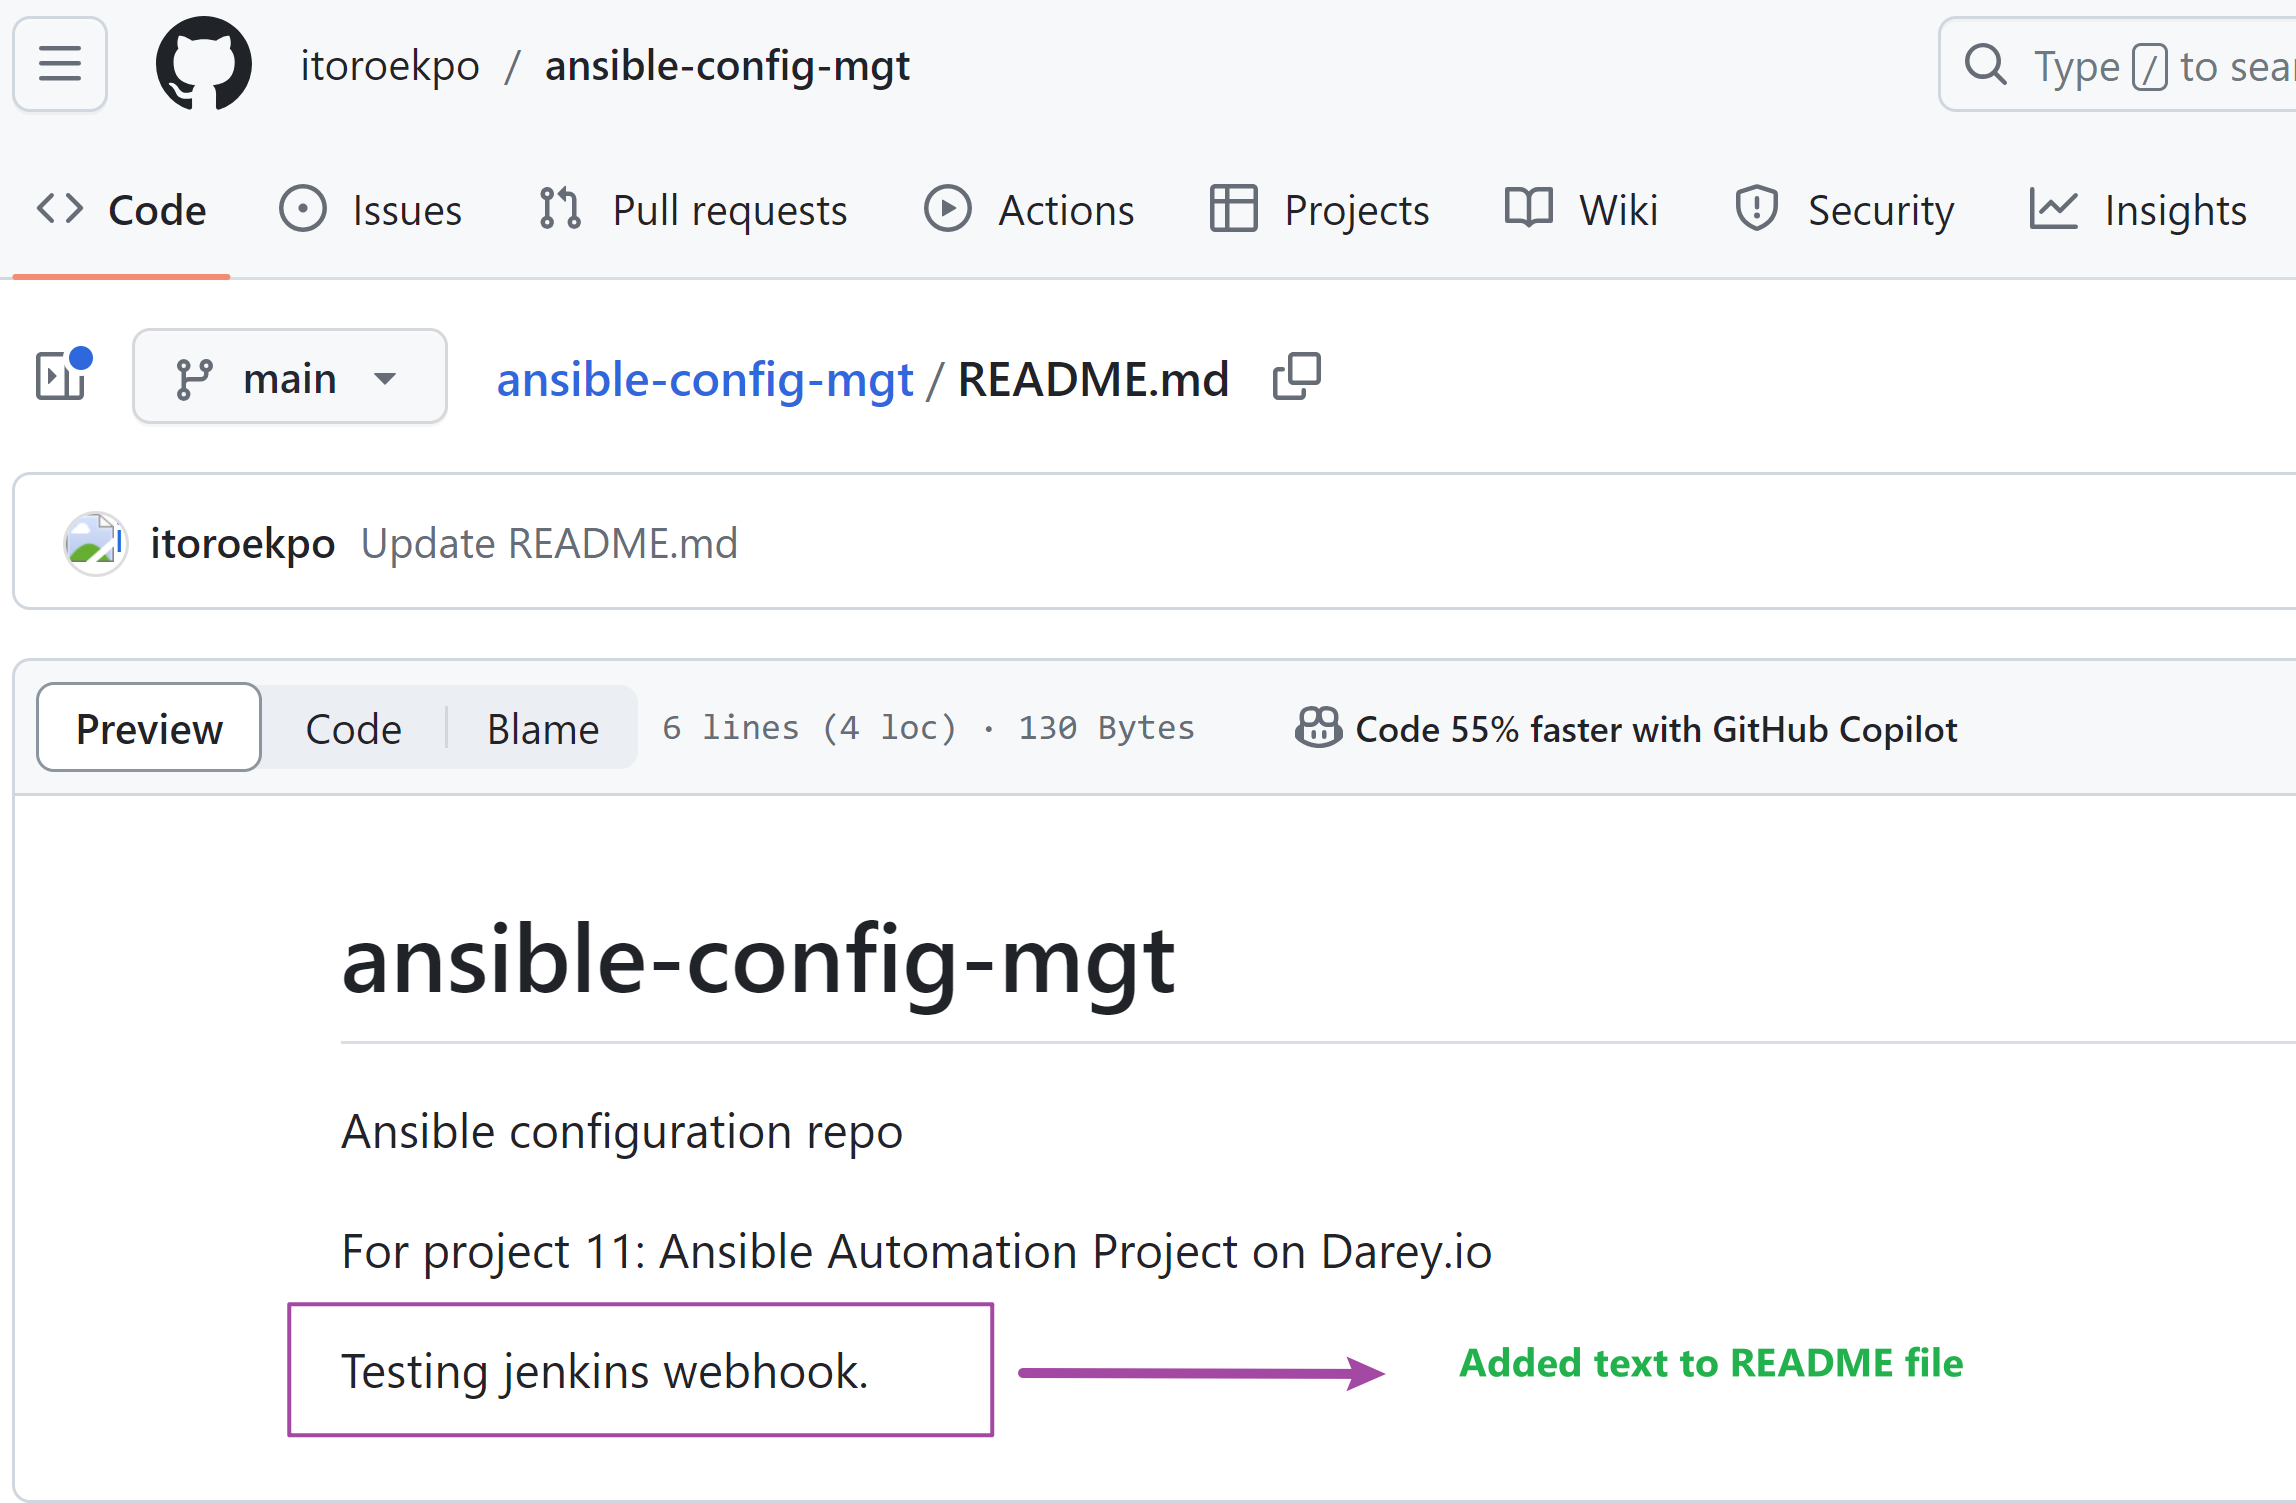 itoroekpo / ansible-config-mgt
Type / to sear
Code Issues Pull requests Actions Projects Wiki Security Insights
main ansible-config-mgt / README.md
itoroekpo Update README.md
Preview Code Blame 6 lines (4 loc) · 130 Bytes Code 55% faster with GitHub Copilot
ansible-config-mgt
Ansible configuration repo
For project 11: Ansible Automation Project on Darey.io
Testing jenkins webhook.
Added text to README file